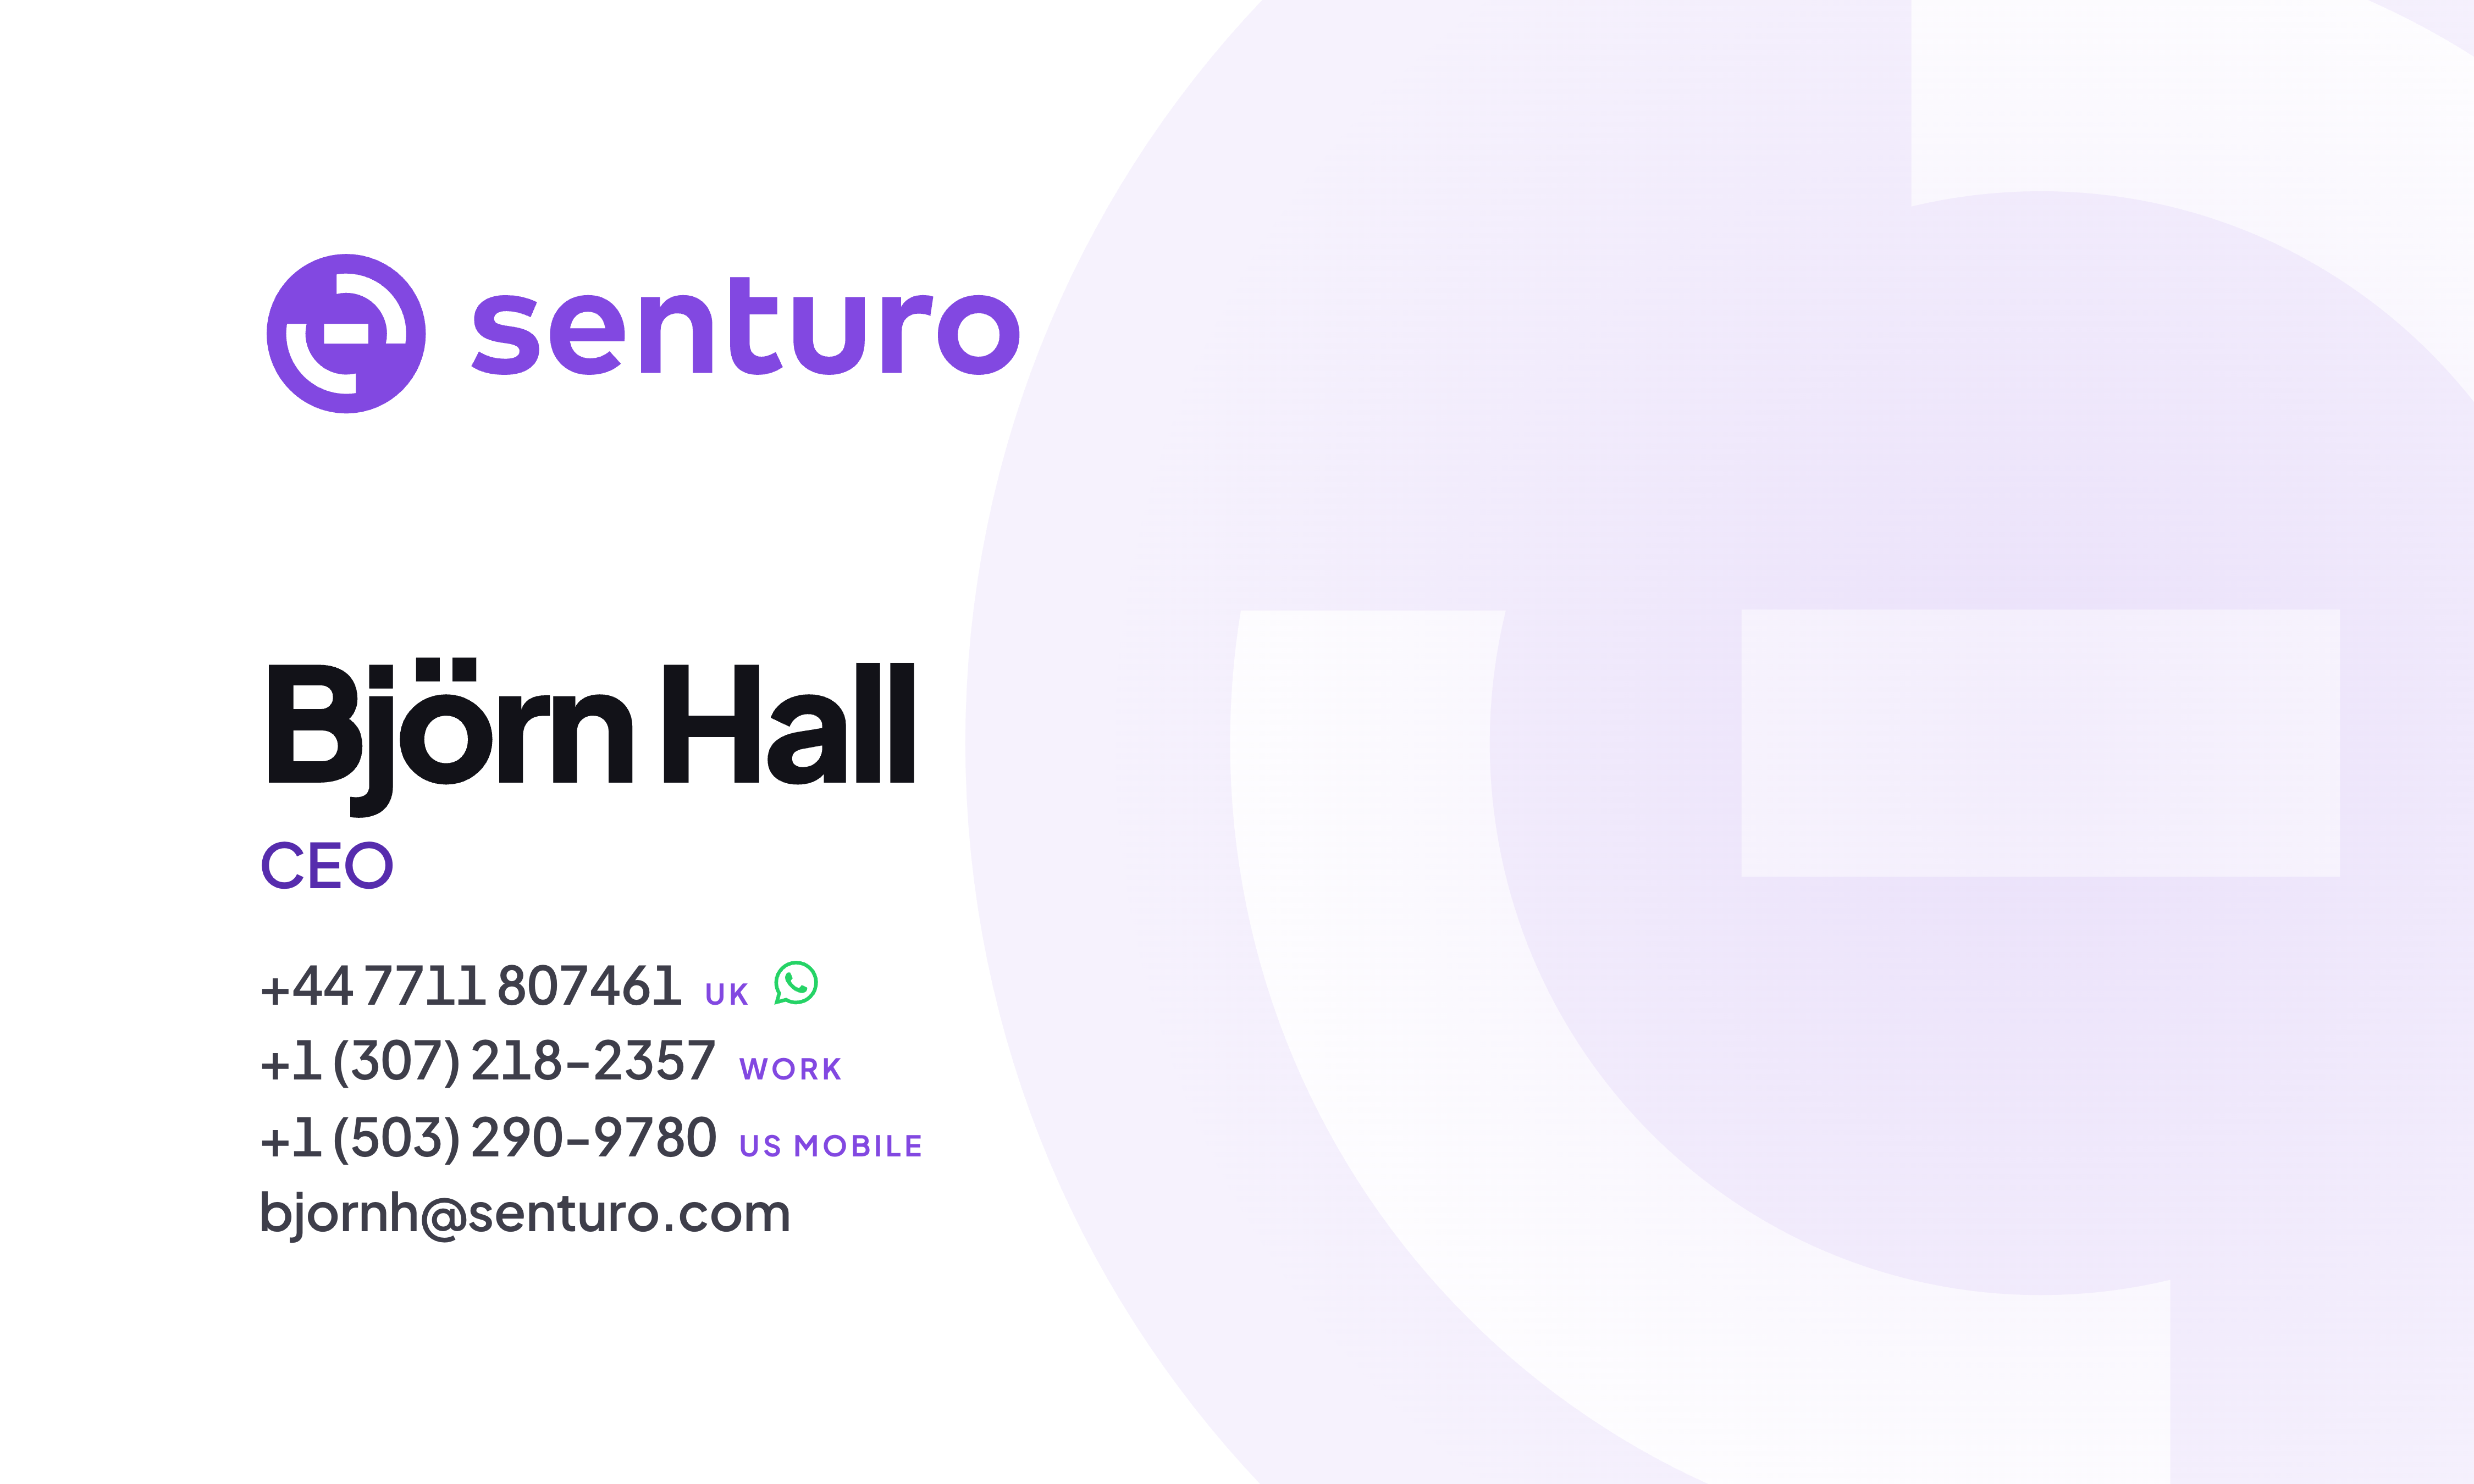 senturo
Björn Hall
CEO
+44 7711 807461 UK
+1 (307) 218-2357 WORK
+1 (503) 290-9780 US MOBILE
bjornh@senturo.com